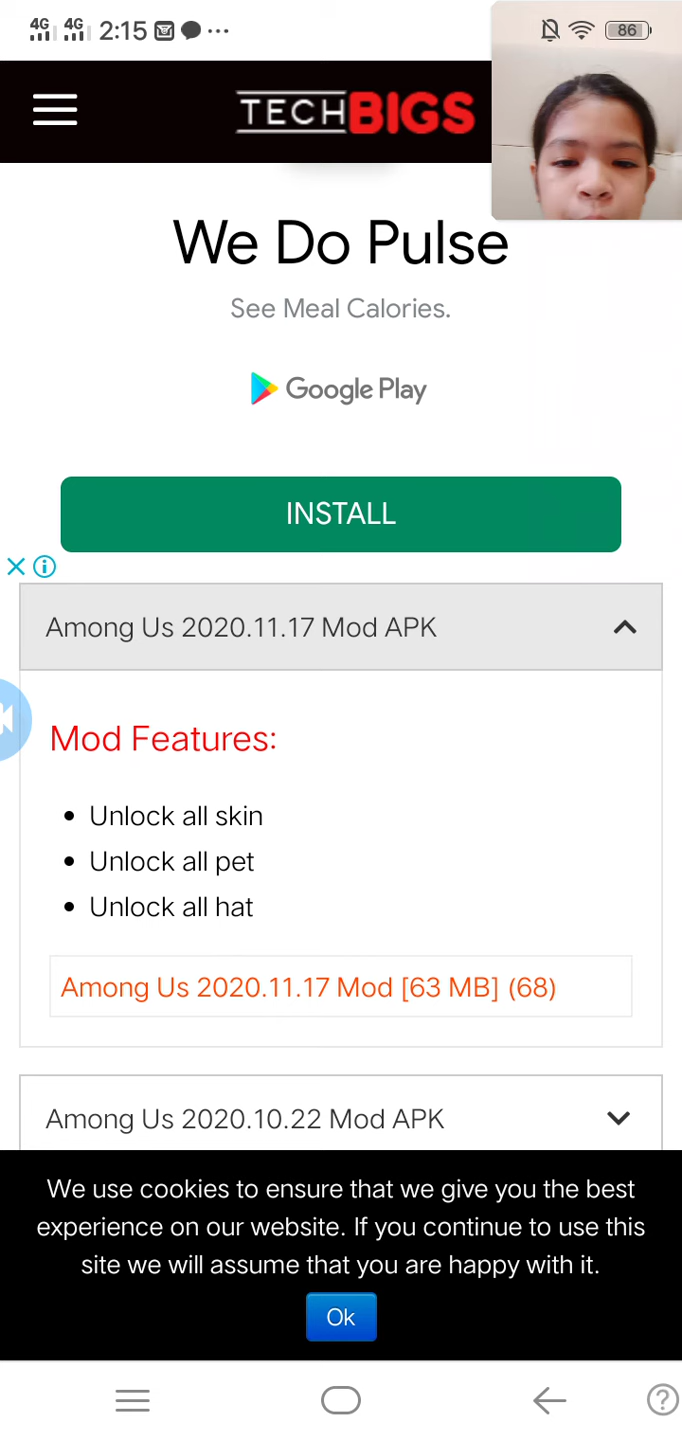 4G 4G 2:15 86
TECHBIGS
We Do Pulse
See Meal Calories.
Google Play
INSTALL
Among Us 2020.11.17 Mod APK
Mod Features:
Unlock all skin
Unlock all pet
Unlock all hat
Among Us 2020.11.17 Mod [63 MB] (68)
Among Us 2020.10.22 Mod APK
We use cookies to ensure that we give you the best
experience on our website. If you continue to use this
site we will assume that you are happy with it.
Ok